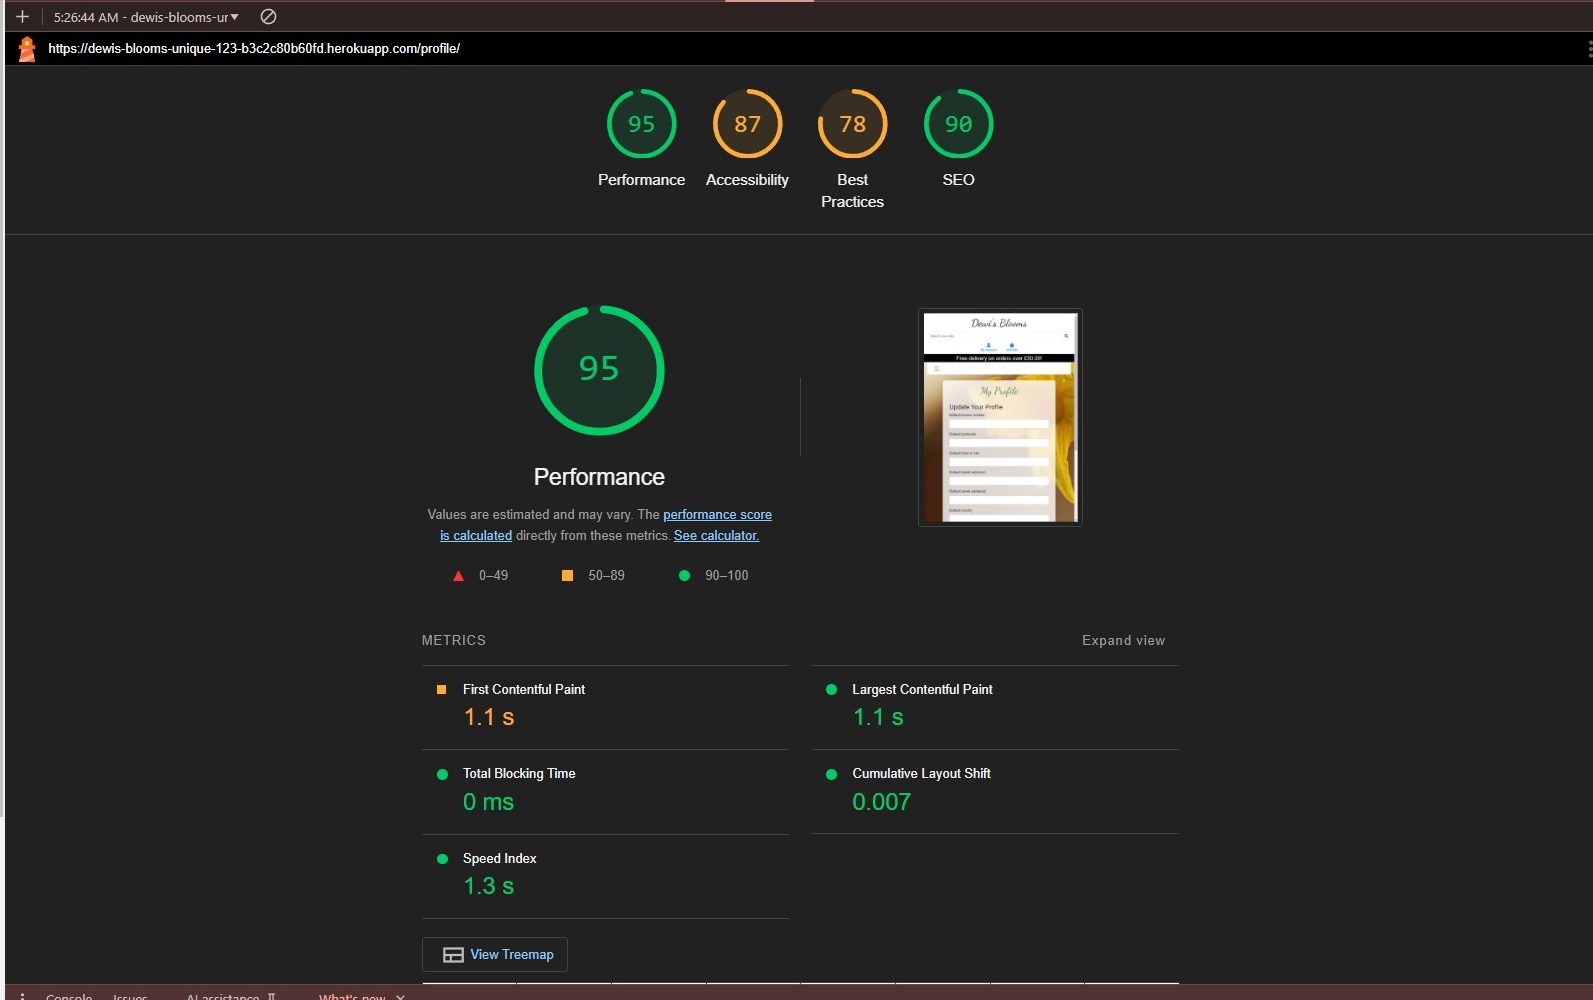 5:26:44 AM - dewis-blooms-ur
https://dewis-blooms-unique-123-b3c2c80b60fd.herokuapp.com/profile/
95
87
78
90
Performance
Accessibility
Best
Practices
SEO
95
Performance
Values are estimated and may vary. The performance score
is calculated directly from these metrics. See calculator.
0–49
50–89
90–100
Dewi's Blooms
Free delivery on orders over £50.00!
My Profile
Update Your Profile
METRICS
Expand view
First Contentful Paint
1.1 s
Largest Contentful Paint
1.1 s
Total Blocking Time
0 ms
Cumulative Layout Shift
0.007
Speed Index
1.3 s
View Treemap
Console
Issues
AI assistance
What's new